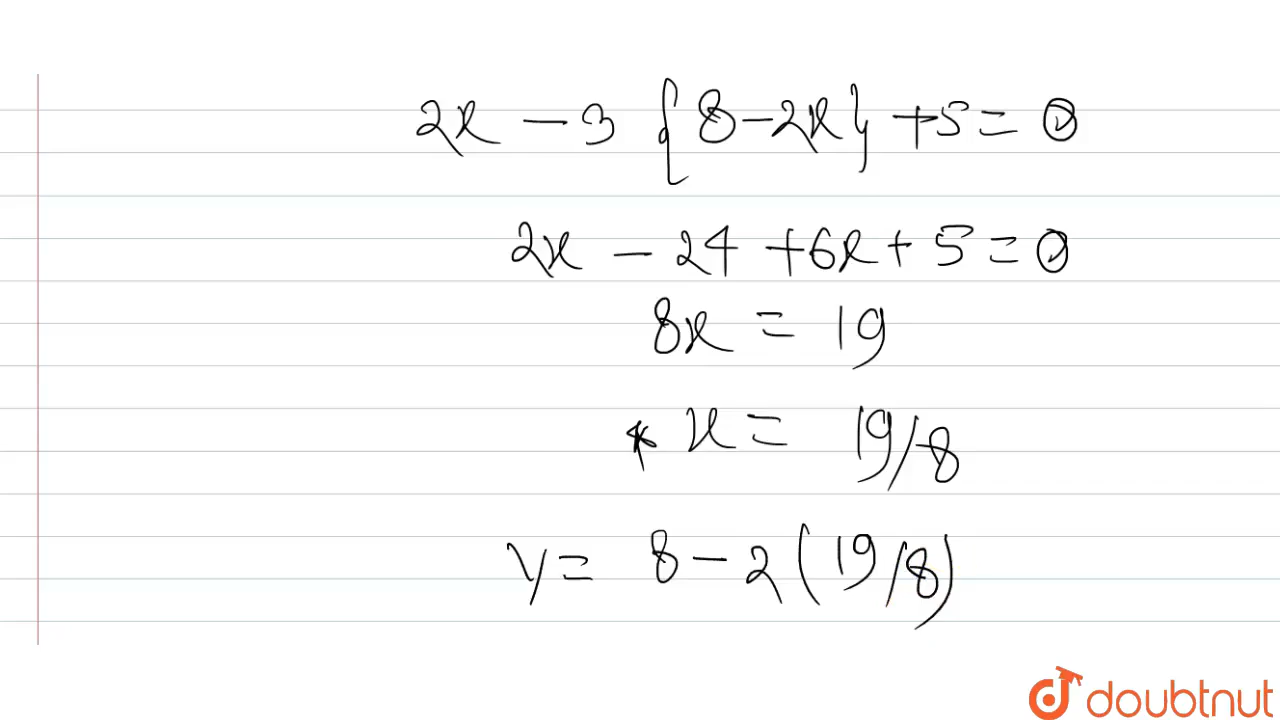 2x - 3 { 8 - 2x } + 5 = 0
2x - 24 + 6x + 5 = 0
8x = 19
x = 19/8
y = 8 - 2 ( 19/8 )
doubtnut